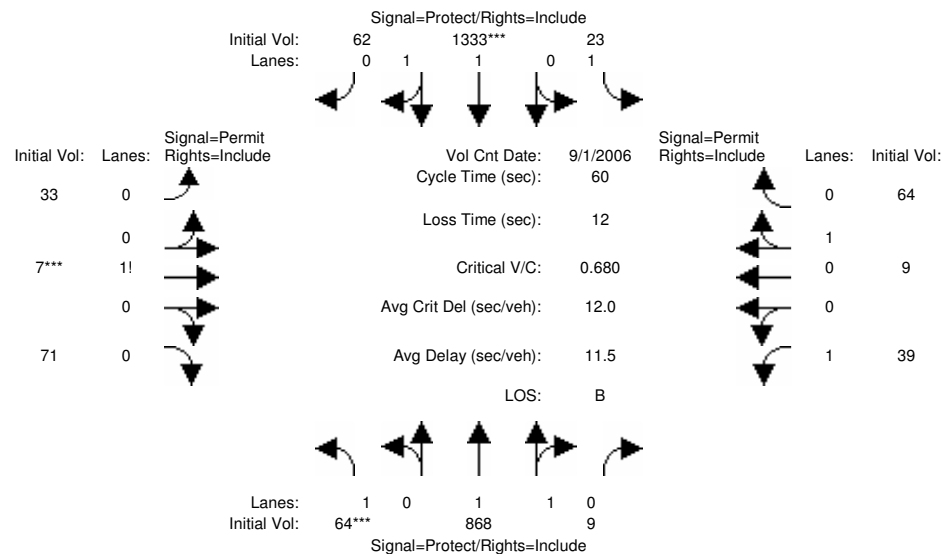 Signal=Protect/Rights=Include
Initial Vol: 62 1333*** 23
Lanes: 0 1 1 0 1
Signal=Permit
Initial Vol: Lanes: Rights=Include
Vol Cnt Date: 9/1/2006
Signal=Permit
Rights=Include Lanes: Initial Vol:
Cycle Time (sec): 60
33 0
0 64
Loss Time (sec): 12
0
1
7*** 1!
Critical V/C: 0.680
0 9
0
Avg Crit Del (sec/veh): 12.0
0
71 0
Avg Delay (sec/veh): 11.5
1 39
LOS: B
Lanes: 1 0 1 1 0
Initial Vol: 64*** 868 9
Signal=Protect/Rights=Include